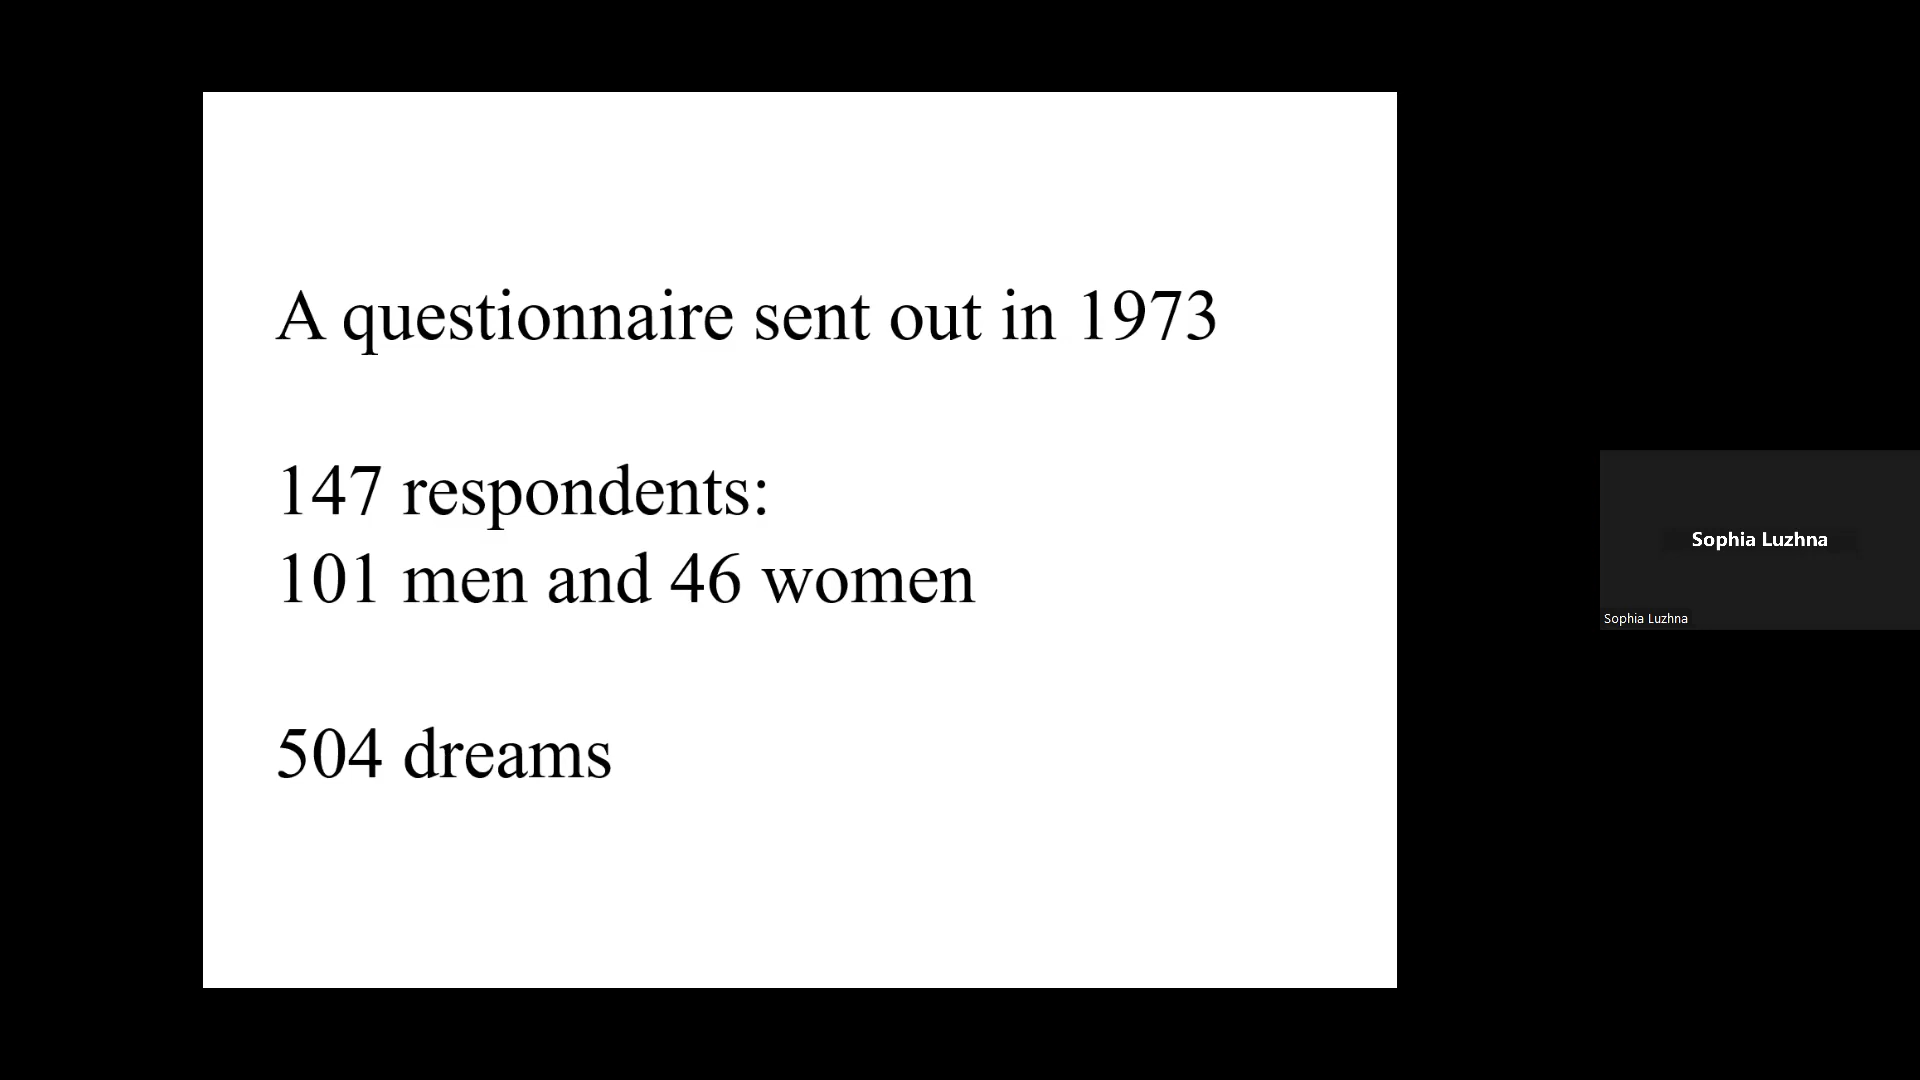 A questionnaire sent out in 1973
147 respondents:
101 men and 46 women
504 dreams
Sophia Luzhna
Sophia Luzhna